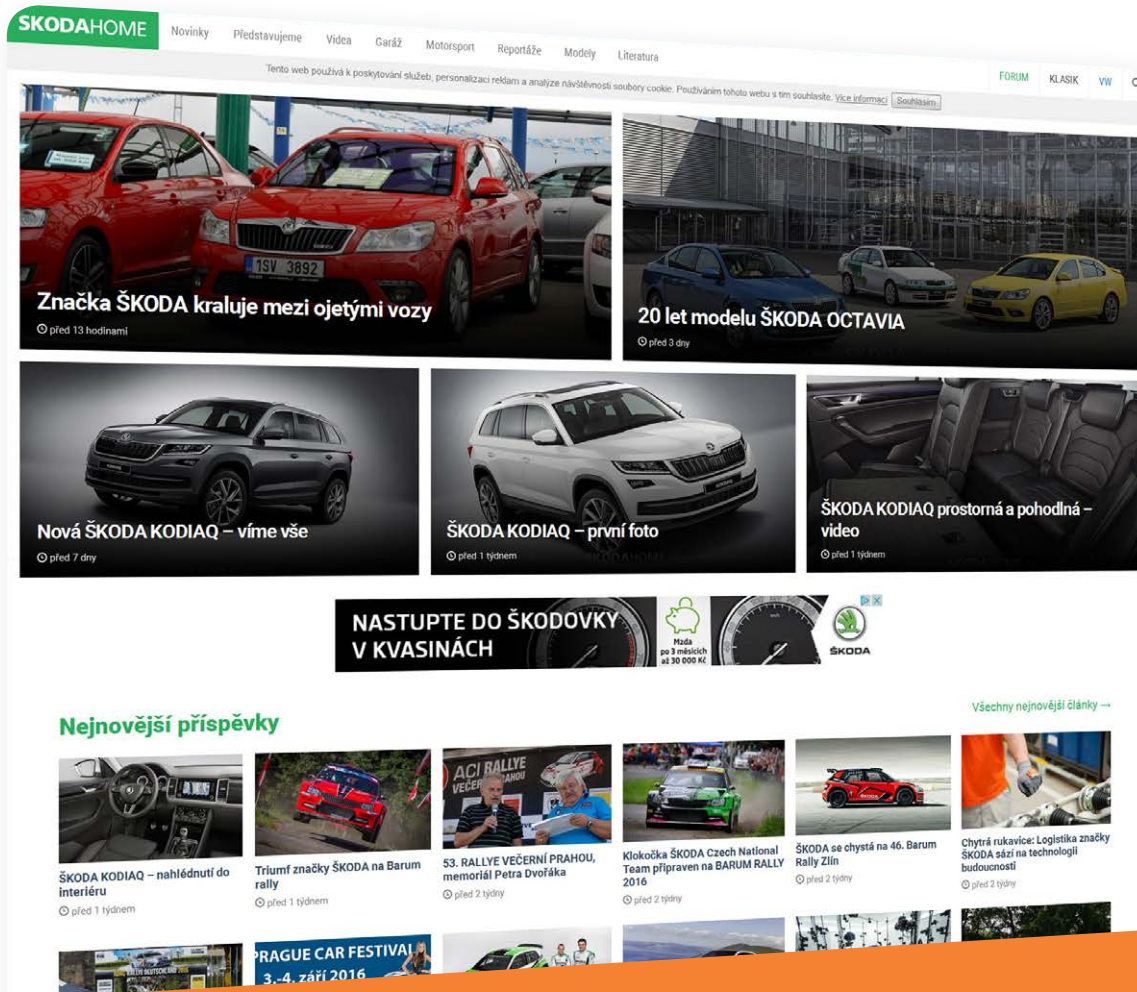 SKODAHOME
Novinky
Představujeme
Videa
Garáž
Motorsport
Reportáže
Modely
Literatura
FORUM
KLASIK
VW
Tento web používá k poskytování služeb, personalizaci reklam a analýze návštěvnosti soubory cookie. Používáním tohoto webu s tím souhlasíte. Více informací
Souhlasím
1SV 3892
Značka ŠKODA kraluje mezi ojetými vozy
před 13 hodinami
20 let modelu ŠKODA OCTAVIA
před 3 dny
Nová ŠKODA KODIAQ – víme vše
před 7 dny
ŠKODA KODIAQ – první foto
před 1 týdnem
ŠKODA KODIAQ prostorná a pohodlná –
video
před 1 týdnem
NASTUPTE DO ŠKODOVKY
V KVASINÁCH
Mzda
po 3 měsících
až 30 000 Kč
ŠKODA
Nejnovější příspěvky
Všechny nejnovější články →
ŠKODA KODIAQ – nahlédnutí do
interiéru
před 1 týdnem
Triumf značky ŠKODA na Barum
rally
před 1 týdnem
ACI RALLYE
53. RALLYE VEČERNÍ PRAHOU,
memoriál Petra Dvořáka
před 2 týdny
Klokočka ŠKODA Czech National
Team připraven na BARUM RALLY
2016
před 2 týdny
ŠKODA se chystá na 46. Barum
Rally Zlín
před 2 týdny
Chytrá rukavice: Logistika značky
ŠKODA sází na technologii
budoucnosti
před 2 týdny
PRAGUE CAR FESTIVAL
3.-4. září 2016